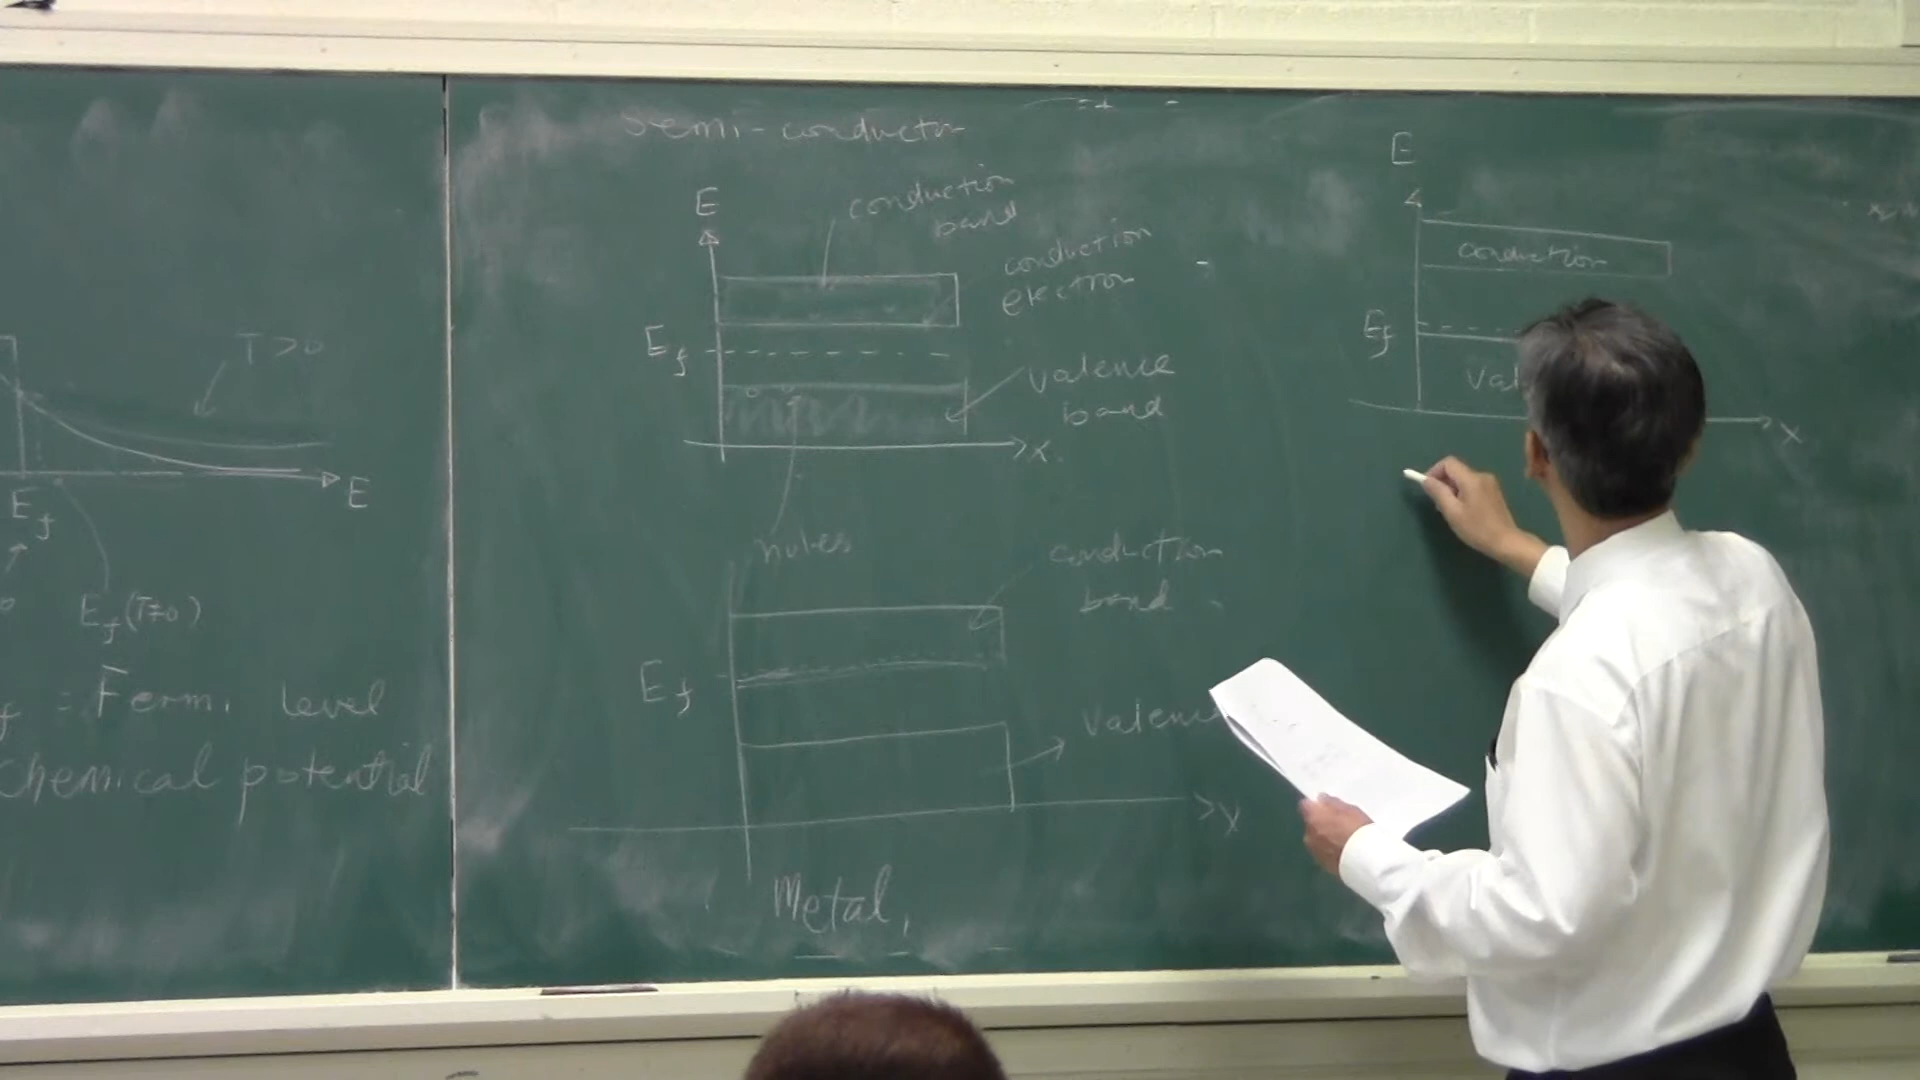 T>0
E
E_f
E_f(T≠0)
f = Fermi level
chemical potential
Semi-conductor
E
conduction
band
conduction
electron
E_f
valence
band
x
holes
conduction
band
E_f
Valenc
x
Metal,
E
conduction
E_f
Val
x